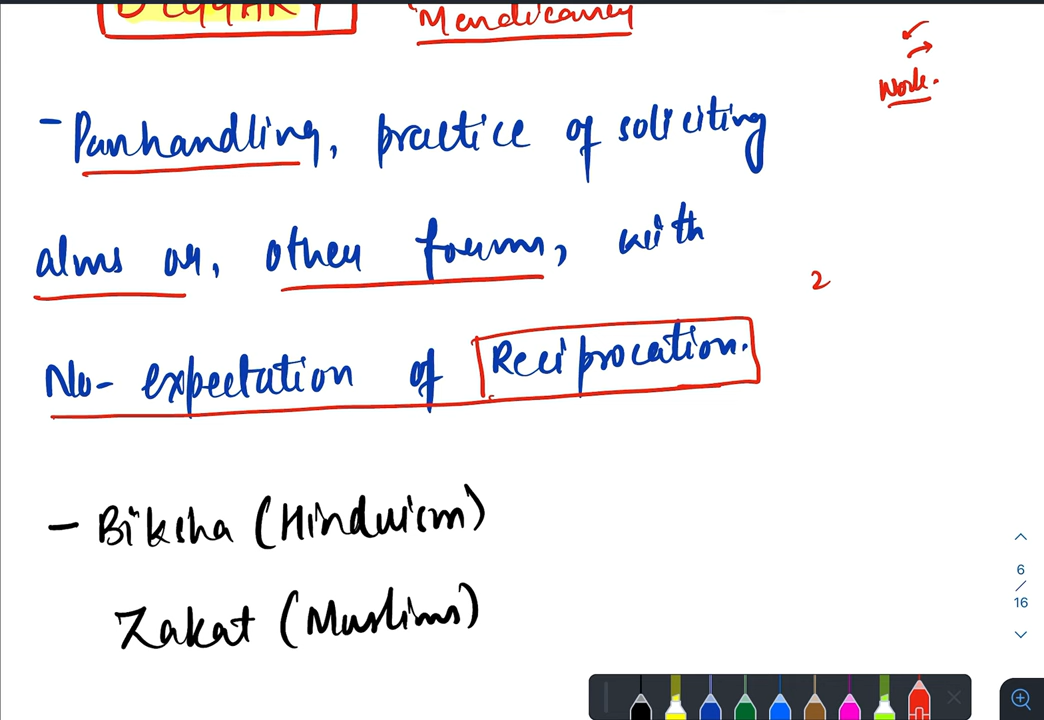 BEGGARY Mendicancy
Work.
- Panhandling, practice of soliciting
alms or, other forms, with
2
No- expectation of Reciprocation.
- Biksha (Hinduism)
Zakat (Muslims)
6
/
16